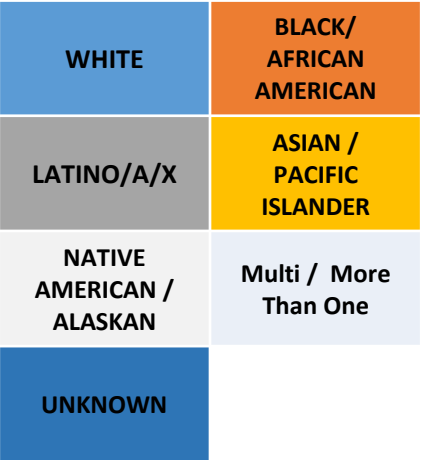 WHITE
BLACK/
AFRICAN
AMERICAN
LATINO/A/X
ASIAN /
PACIFIC
ISLANDER
NATIVE
AMERICAN /
ALASKAN
Multi / More
Than One
UNKNOWN